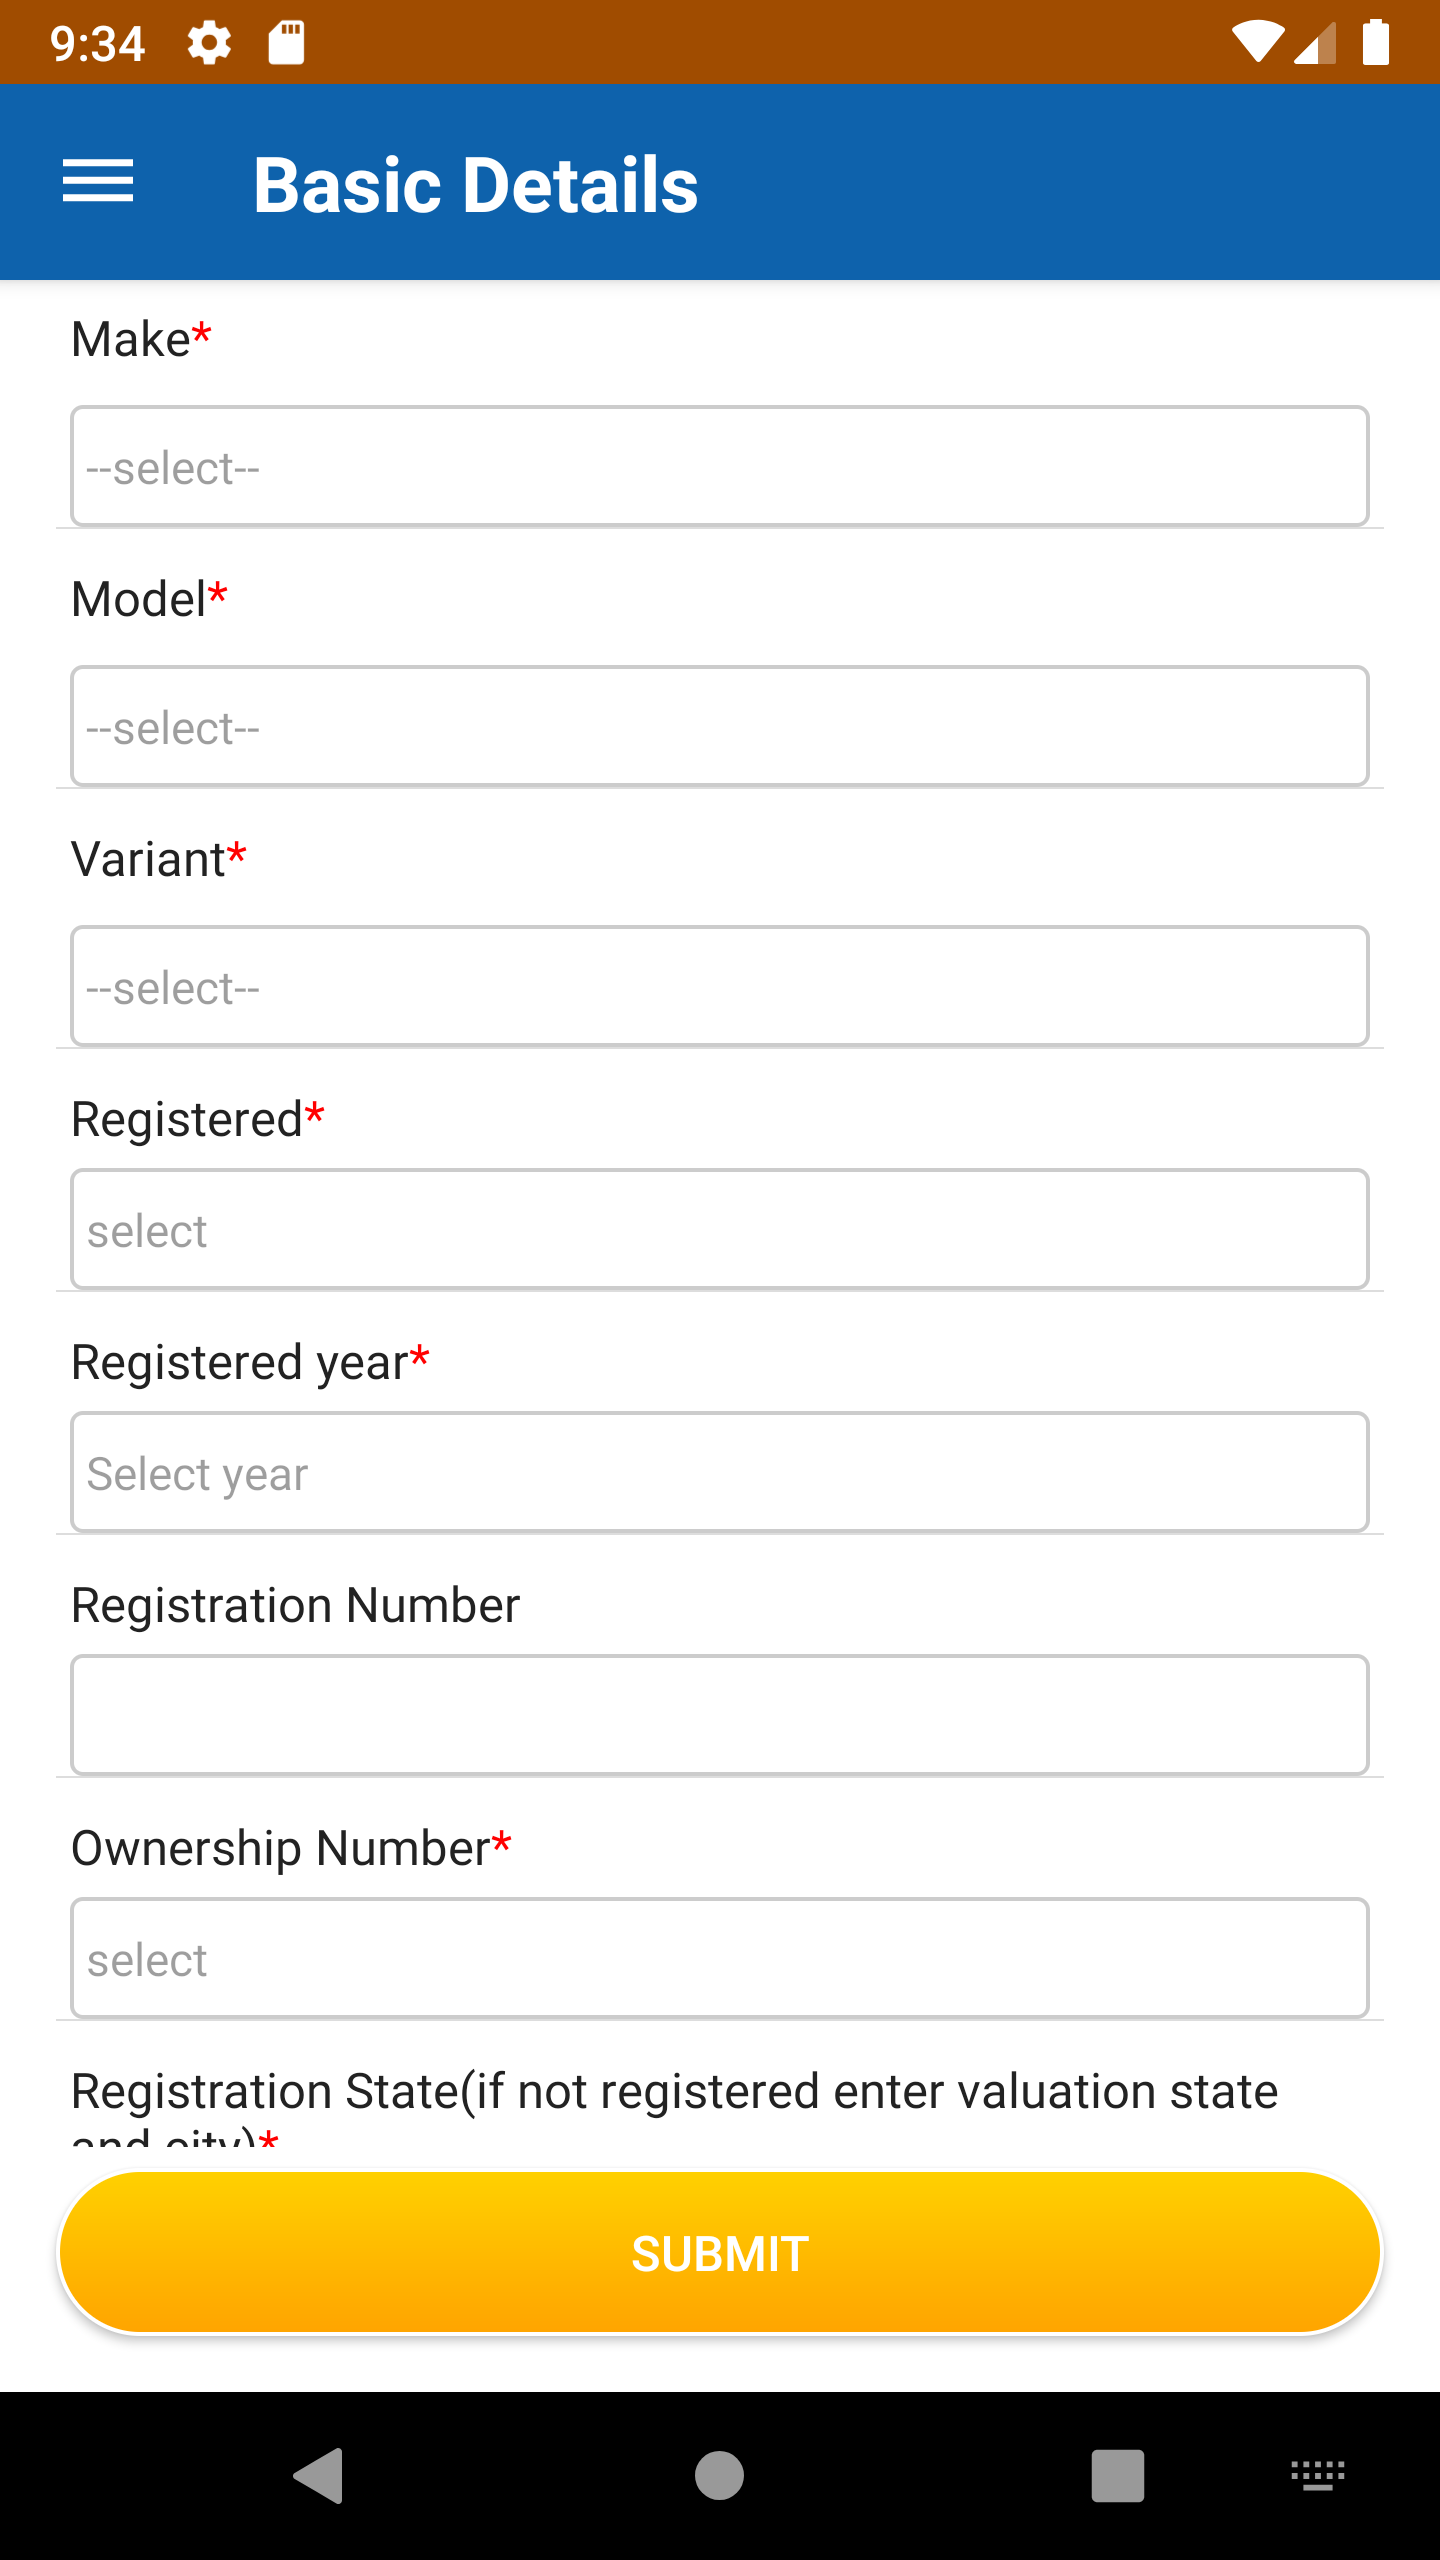 9:34
Basic Details
Make*
--select--
Model*
--select--
Variant*
--select--
Registered*
select
Registered year*
Select year
Registration Number
Ownership Number*
select
Registration State(if not registered enter valuation state
and city)*
SUBMIT